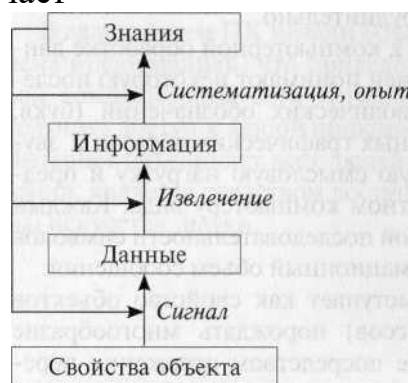 Знания
Систематизация, опыт
Информация
Извлечение
Данные
Сигнал
Свойства объекта